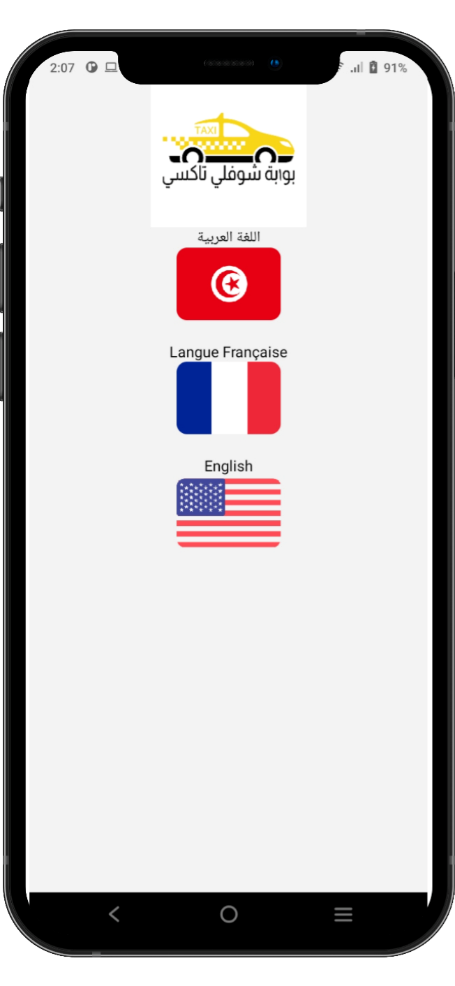 2:07
91%
TAXI
بوابة شوفلي تاكسي
اللغة العربية
Langue Française
English